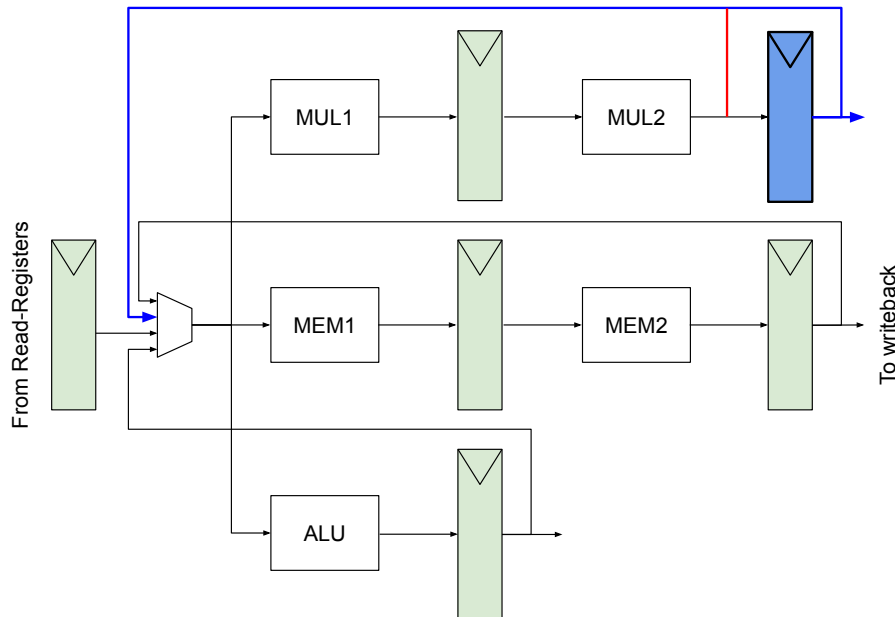 MUL1
MUL2
From Read-Registers
MEM1
MEM2
To writeback
ALU